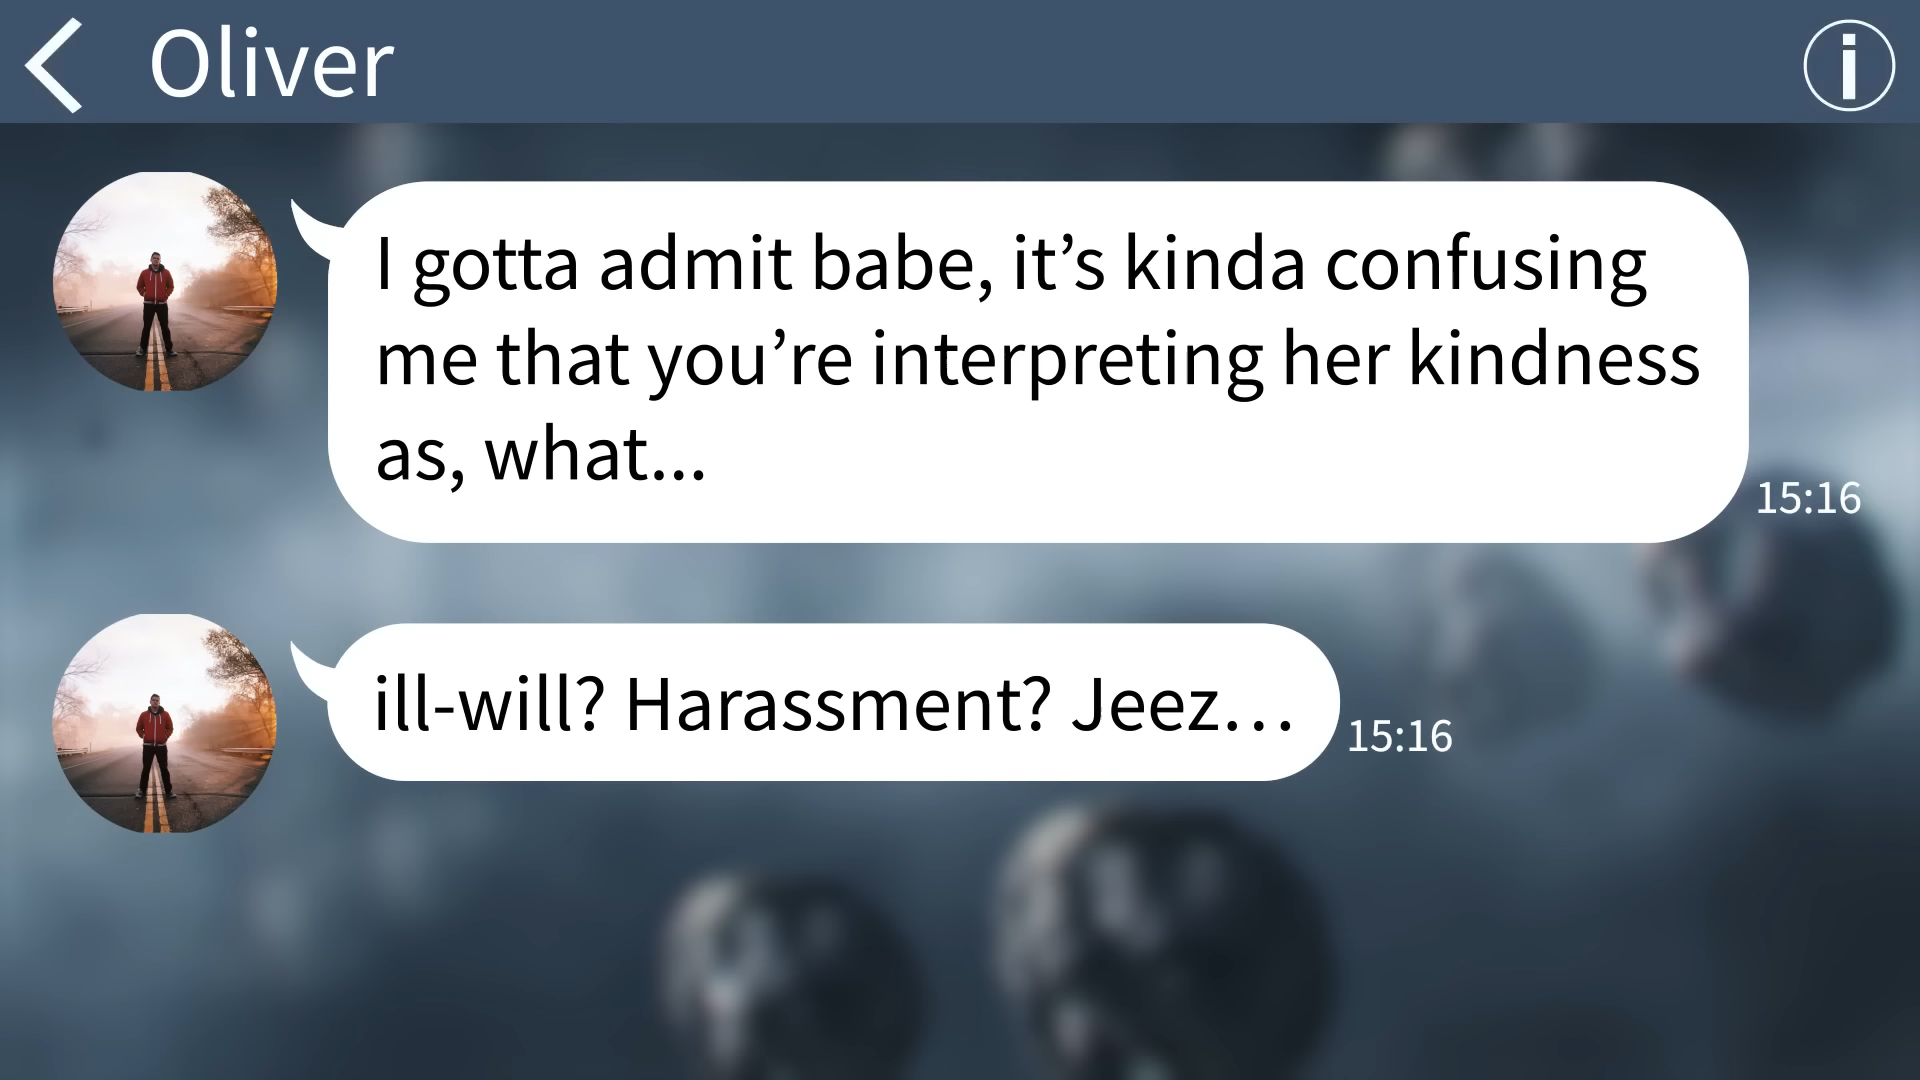 Oliver
I gotta admit babe, it’s kinda confusing
me that you’re interpreting her kindness
as, what...
15:16
ill-will? Harassment? Jeez…
15:16